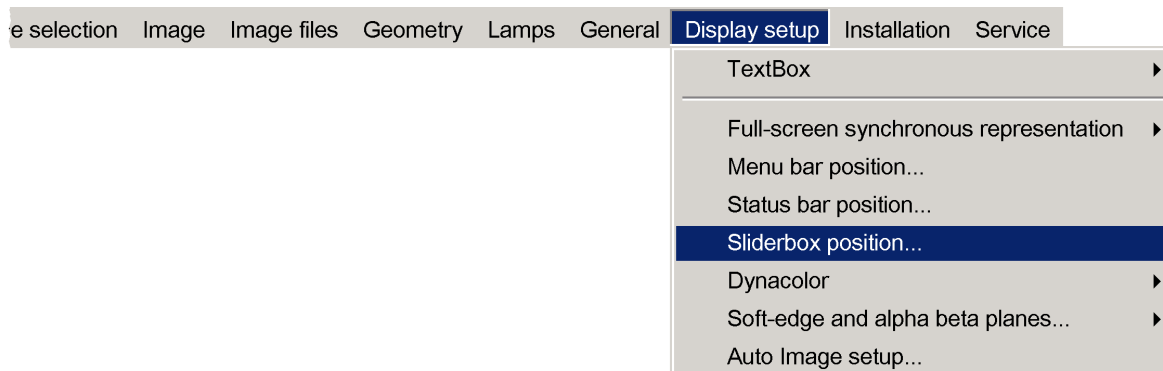 e selection Image Image files Geometry Lamps General Display setup Installation Service
TextBox
Full-screen synchronous representation
Menu bar position...
Status bar position...
Sliderbox position...
Dynacolor
Soft-edge and alpha beta planes...
Auto Image setup...